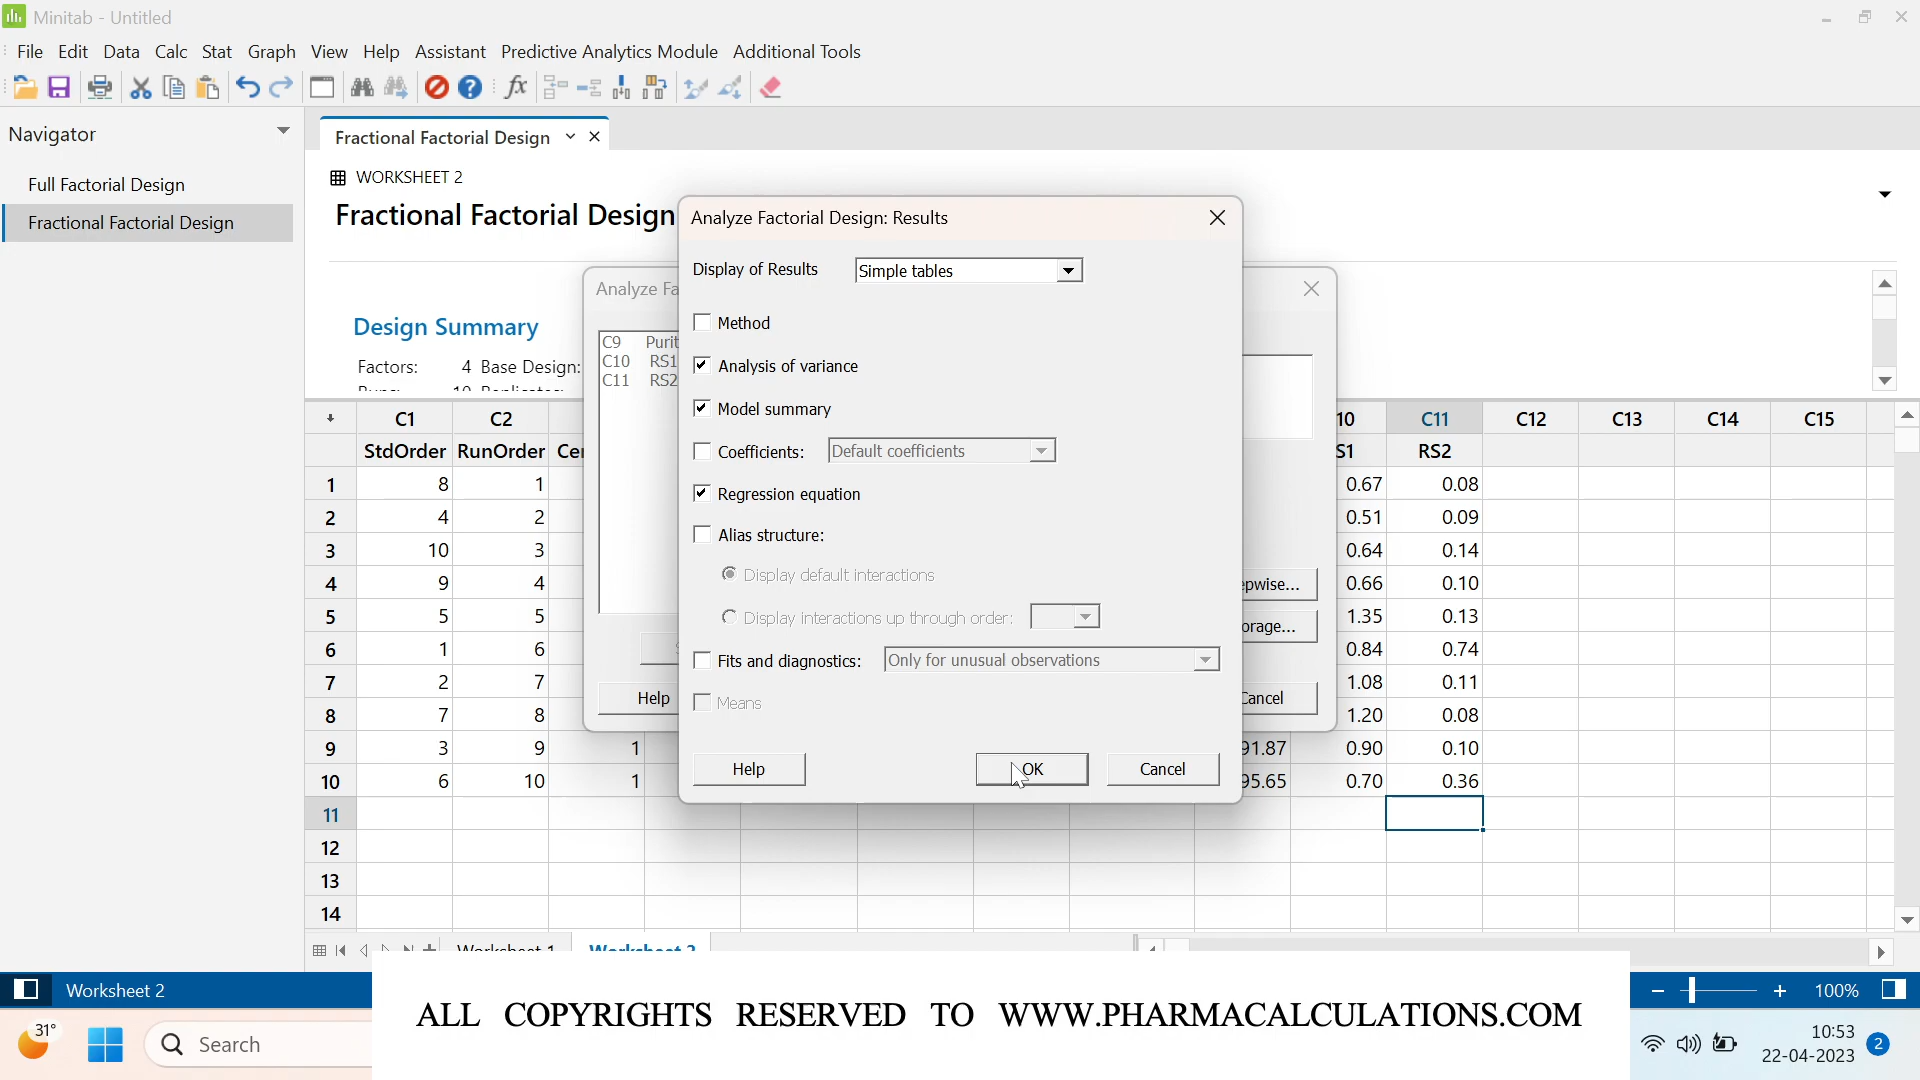 Minitab - Untitled
File Edit Data Calc Stat Graph View Help Assistant Predictive Analytics Module Additional Tools
Navigator
Full Factorial Design
Fractional Factorial Design
Fractional Factorial Design
WORKSHEET 2
Fractional Factorial Design
Design Summary
Factors: 4 Base Design:
Analyze Fa
C9 Purit
C10 RS1
C11 RS2
epwise...
orage...
Help
Cancel
Analyze Factorial Design: Results
Display of Results Simple tables
Method
Analysis of variance
Model summary
Coefficients: Default coefficients
Regression equation
Alias structure:
Display default interactions
Display interactions up through order:
Fits and diagnostics: Only for unusual observations
Means
Help OK Cancel
C1 C2 10 C11 C12 C13 C14 C15
StdOrder RunOrder Ce S1 RS2
1 8 1 0.67 0.08
2 4 2 0.51 0.09
3 10 3 0.64 0.14
4 9 4 0.66 0.10
5 5 5 1.35 0.13
6 1 6 0.84 0.74
7 2 7 1.08 0.11
8 7 8 1.20 0.08
9 3 9 1 91.87 0.90 0.10
10 6 10 1 95.65 0.70 0.36
11
12
13
14
Worksheet 1 Worksheet 2
Worksheet 2
100%
ALL COPYRIGHTS RESERVED TO WWW.PHARMACALCULATIONS.COM
31°
Search
10:53
22-04-2023
2